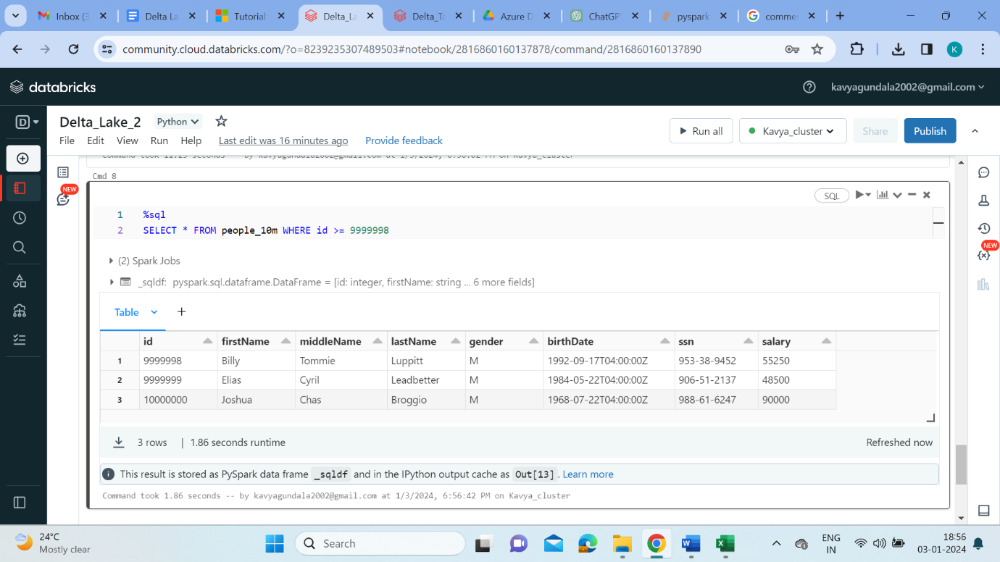 Inbox (3
Delta La
Tutorial:
Delta_La
Delta_Ta
Azure D
ChatGP
pyspark
comme
community.cloud.databricks.com/?o=8239235307489503#notebook/2816860160137878/command/2816860160137890
K
databricks
kavyagundala2002@gmail.com
D
Delta_Lake_2
Python
File Edit View Run Help Last edit was 16 minutes ago Provide feedback
Run all
Kavya_cluster
Share
Publish
Command took 11.25 seconds -- by kavyagundala2002@gmail.com at 1/3/2024, 6:56:02 PM on Kavya_cluster
Cmd 8
NEW
SQL
NEW
1 %sql
2 SELECT * FROM people_10m WHERE id >= 9999998
(2) Spark Jobs
_sqldf: pyspark.sql.dataframe.DataFrame = [id: integer, firstName: string ... 6 more fields]
Table +
id firstName middleName lastName gender birthDate ssn salary
1 9999998 Billy Tommie Luppitt M 1992-09-17T04:00:00Z 953-38-9452 55250
2 9999999 Elias Cyril Leadbetter M 1984-05-22T04:00:00Z 906-51-2137 48500
3 10000000 Joshua Chas Broggio M 1968-07-22T04:00:00Z 988-61-6247 90000
3 rows | 1.86 seconds runtime
Refreshed now
This result is stored as PySpark data frame _sqldf and in the IPython output cache as Out[13] . Learn more
Command took 1.86 seconds -- by kavyagundala2002@gmail.com at 1/3/2024, 6:56:42 PM on Kavya_cluster
24°C
Mostly clear
Search
ENG
IN
18:56
03-01-2024